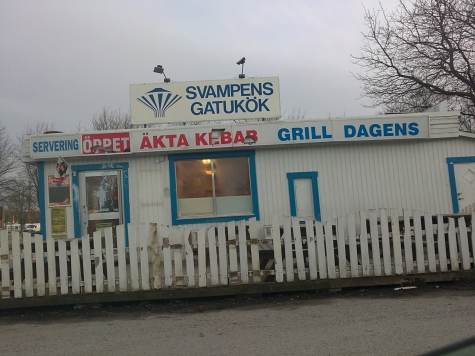 SVAMPENS
GATUKÖK
SERVERING ÖPPET ÄKTA KEBAB GRILL DAGENS